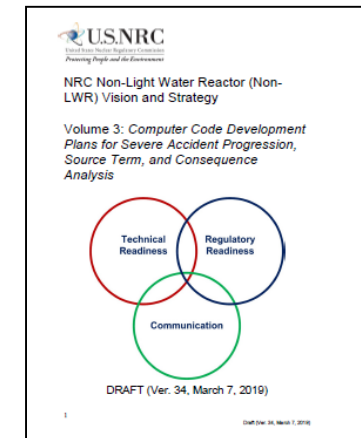 U.S.NRC
United States Nuclear Regulatory Commission
Protecting People and the Environment
NRC Non-Light Water Reactor (Non-
LWR) Vision and Strategy
Volume 3: Computer Code Development
Plans for Severe Accident Progression,
Source Term, and Consequence
Analysis
Technical
Readiness
Regulatory
Readiness
Communication
DRAFT (Ver. 34, March 7, 2019)
1
Draft (Ver. 34, March 7, 2019)